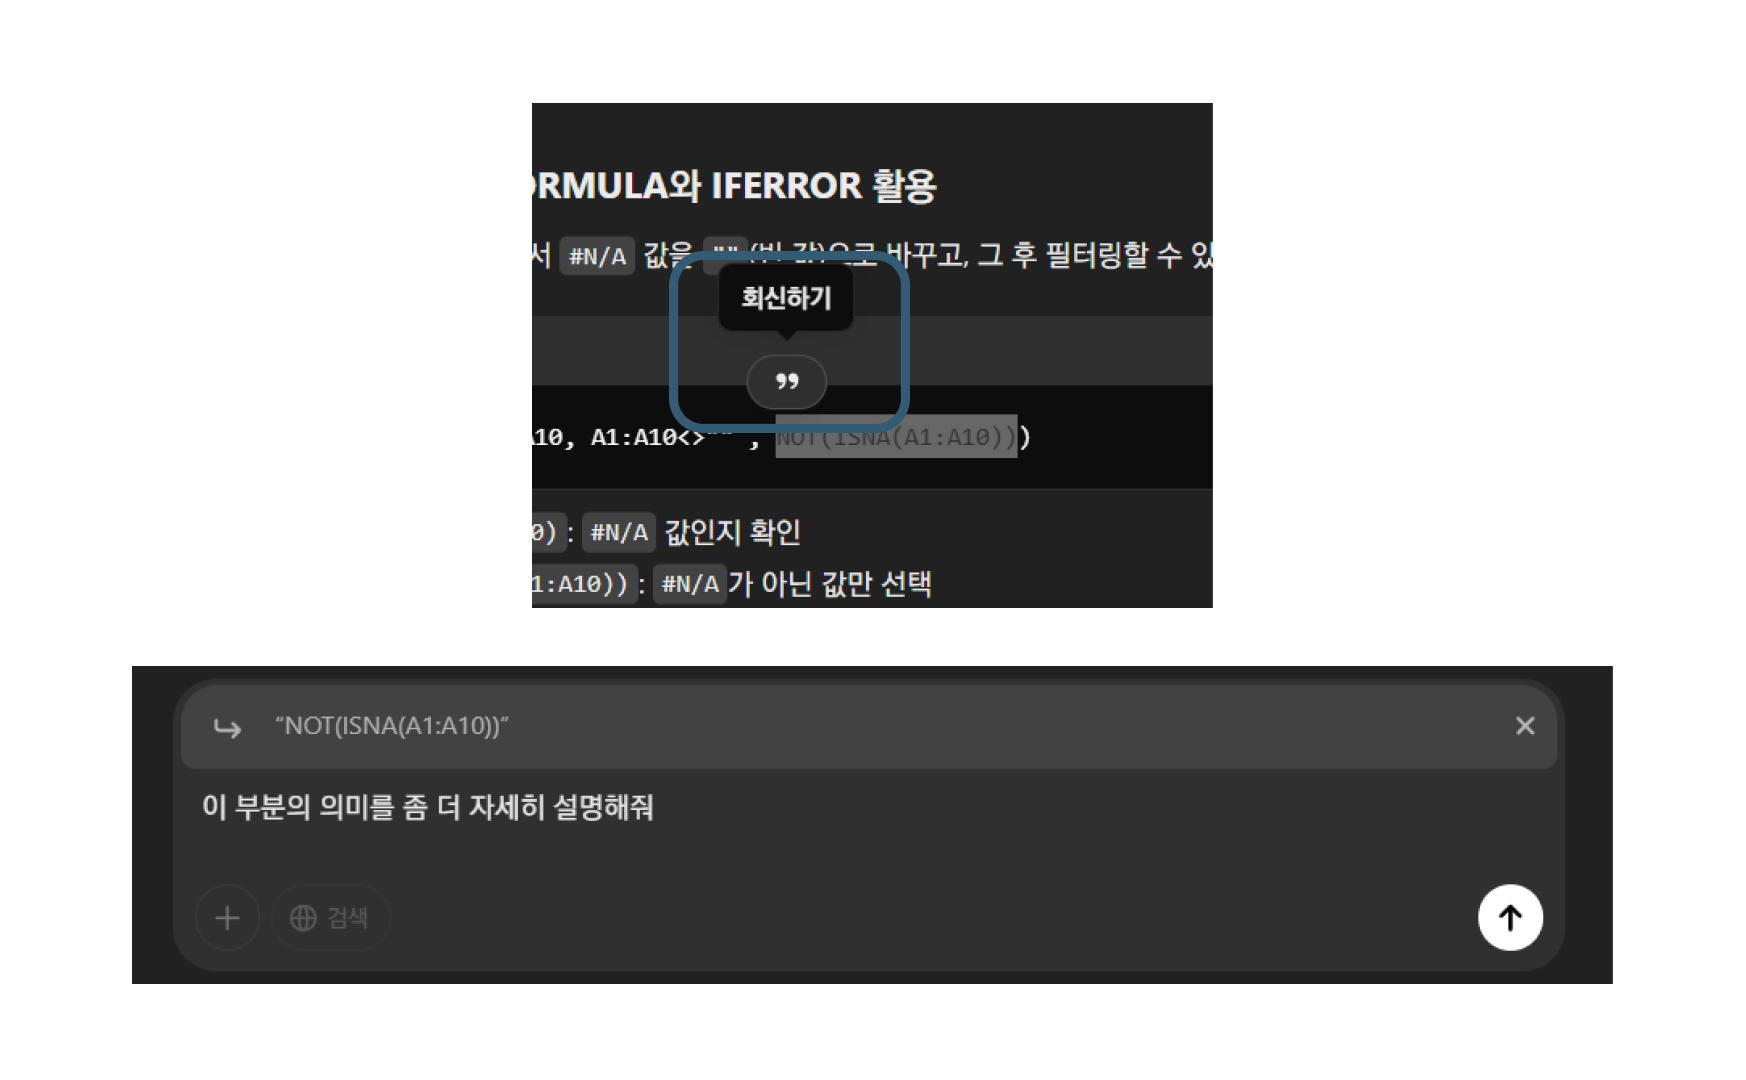 ORMULA와 IFERROR 활용
서 #N/A 값을 "" (빈 값)으로 바꾸고, 그 후 필터링할 수 있
회신하기
A10, A1:A10<>"" , NOT(ISNA(A1:A10)))
0) : #N/A 값인지 확인
1:A10)) : #N/A 가 아닌 값만 선택
“NOT(ISNA(A1:A10))”
이 부분의 의미를 좀 더 자세히 설명해줘
검색